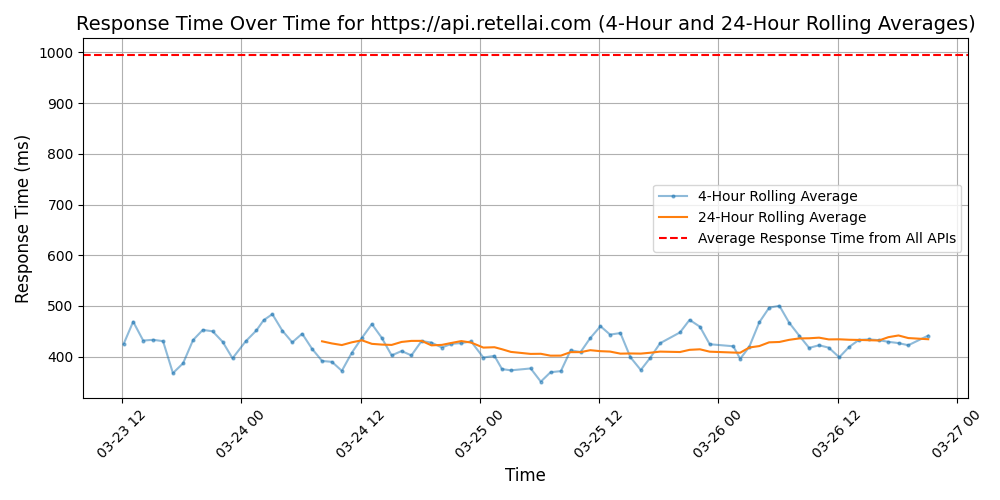 Response Time Over Time for https://api.retellai.com (4-Hour and 24-Hour Rolling Averages)
Response Time (ms)
1000
900
800
700
600
500
400
4-Hour Rolling Average
24-Hour Rolling Average
Average Response Time from All APIs
03-23 12
03-24 00
03-24 12
03-25 00
03-25 12
03-26 00
03-26 12
03-27 00
Time